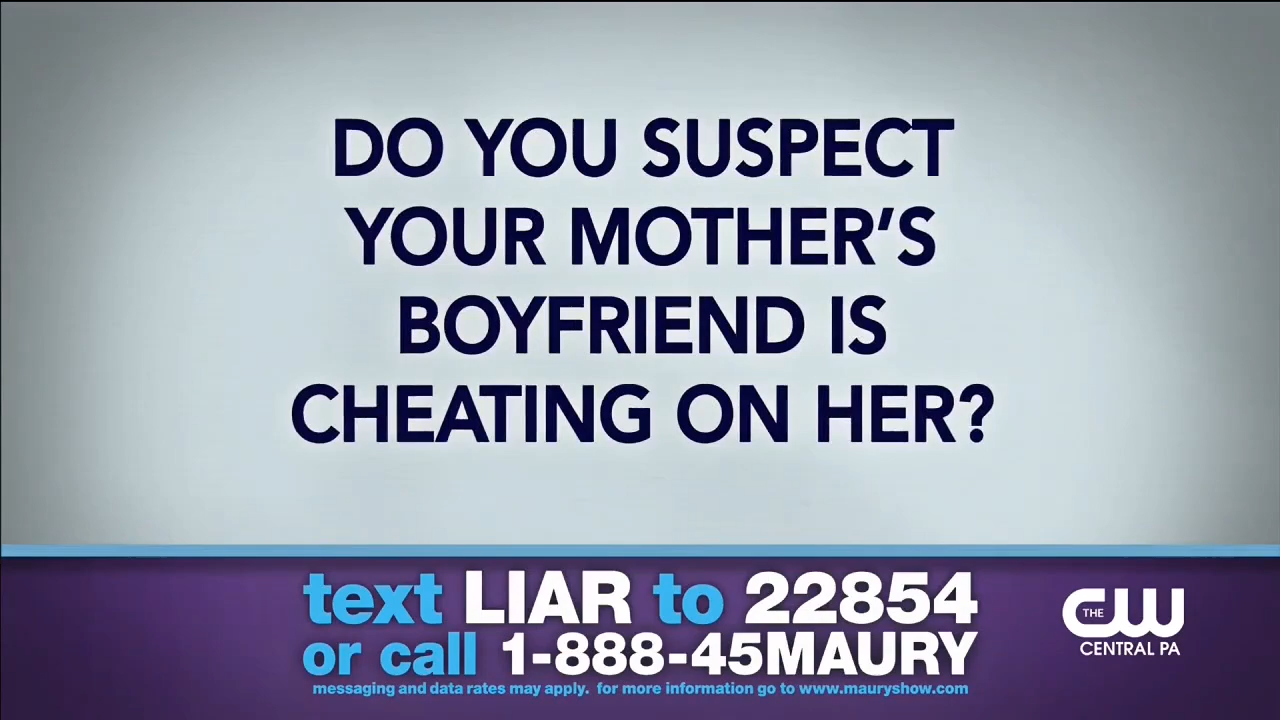 DO YOU SUSPECT
YOUR MOTHER’S
BOYFRIEND IS
CHEATING ON HER?
text LIAR to 22854
or call 1-888-45MAURY
messaging and data rates may apply. for more information go to www.mauryshow.com
THE CW
CENTRAL PA